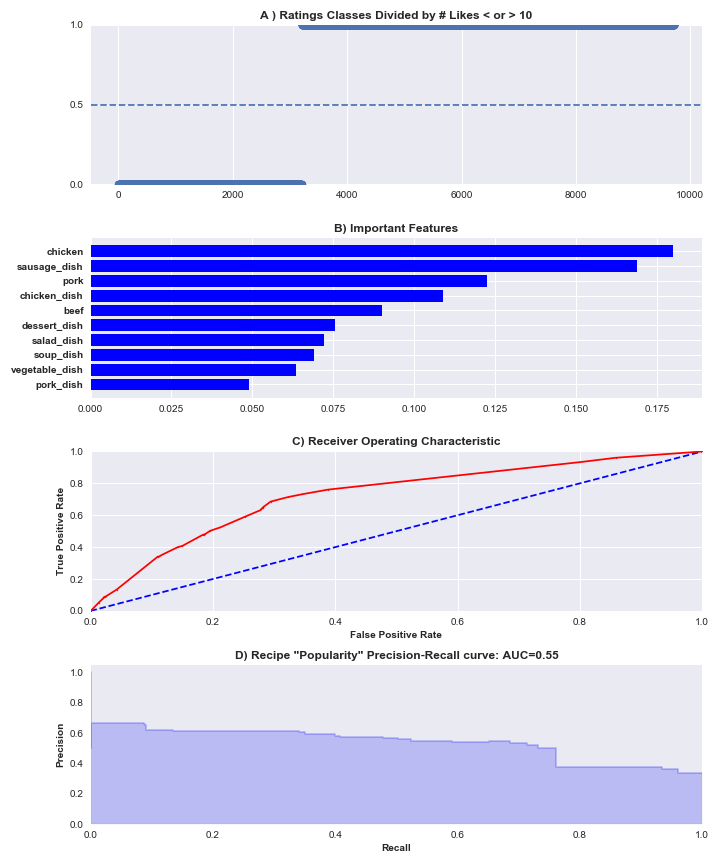 A ) Ratings Classes Divided by # Likes < or > 10
1.0
0.5
0.0
0 2000 4000 6000 8000 10000
B) Important Features
chicken
sausage_dish
pork
chicken_dish
beef
dessert_dish
salad_dish
soup_dish
vegetable_dish
pork_dish
0.000 0.025 0.050 0.075 0.100 0.125 0.150 0.175
C) Receiver Operating Characteristic
True Positive Rate
1.0
0.8
0.6
0.4
0.2
0.0
0.0 0.2 0.4 0.6 0.8 1.0
False Positive Rate
D) Recipe "Popularity" Precision-Recall curve: AUC=0.55
Precision
1.0
0.8
0.6
0.4
0.2
0.0
0.0 0.2 0.4 0.6 0.8 1.0
Recall